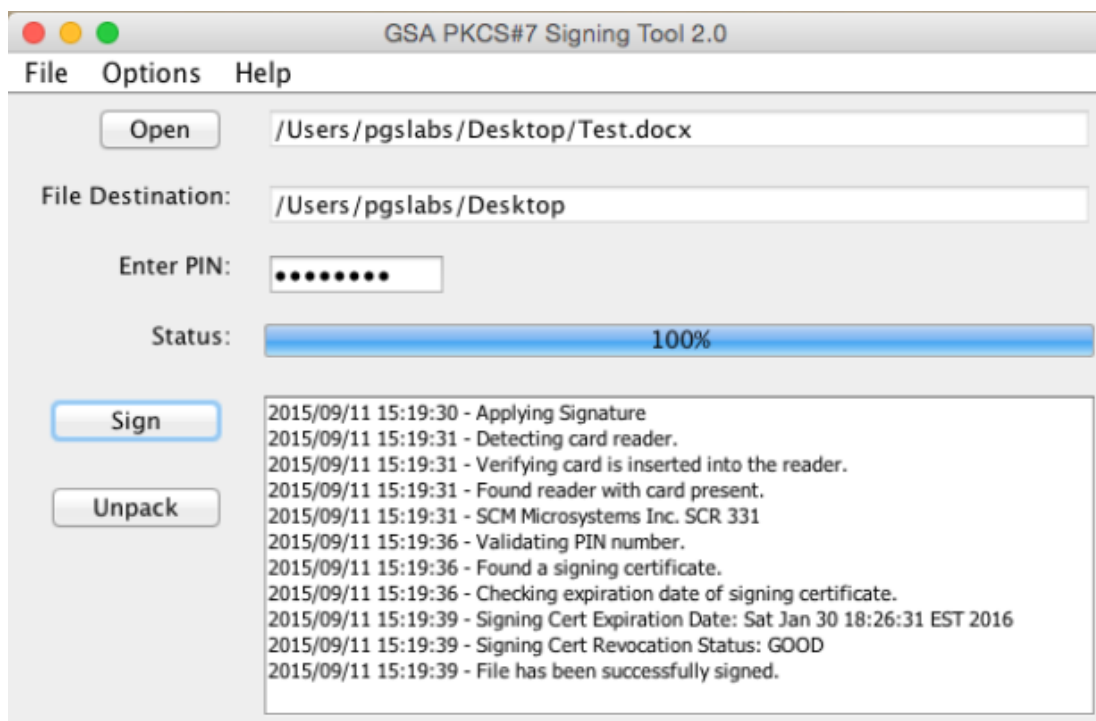 GSA PKCS#7 Signing Tool 2.0
File Options Help
Open /Users/pgslabs/Desktop/Test.docx
File Destination: /Users/pgslabs/Desktop
Enter PIN: ••••••••
Status: 100%
Sign
Unpack
2015/09/11 15:19:30 - Applying Signature
2015/09/11 15:19:31 - Detecting card reader.
2015/09/11 15:19:31 - Verifying card is inserted into the reader.
2015/09/11 15:19:31 - Found reader with card present.
2015/09/11 15:19:31 - SCM Microsystems Inc. SCR 331
2015/09/11 15:19:36 - Validating PIN number.
2015/09/11 15:19:36 - Found a signing certificate.
2015/09/11 15:19:36 - Checking expiration date of signing certificate.
2015/09/11 15:19:39 - Signing Cert Expiration Date: Sat Jan 30 18:26:31 EST 2016
2015/09/11 15:19:39 - Signing Cert Revocation Status: GOOD
2015/09/11 15:19:39 - File has been successfully signed.